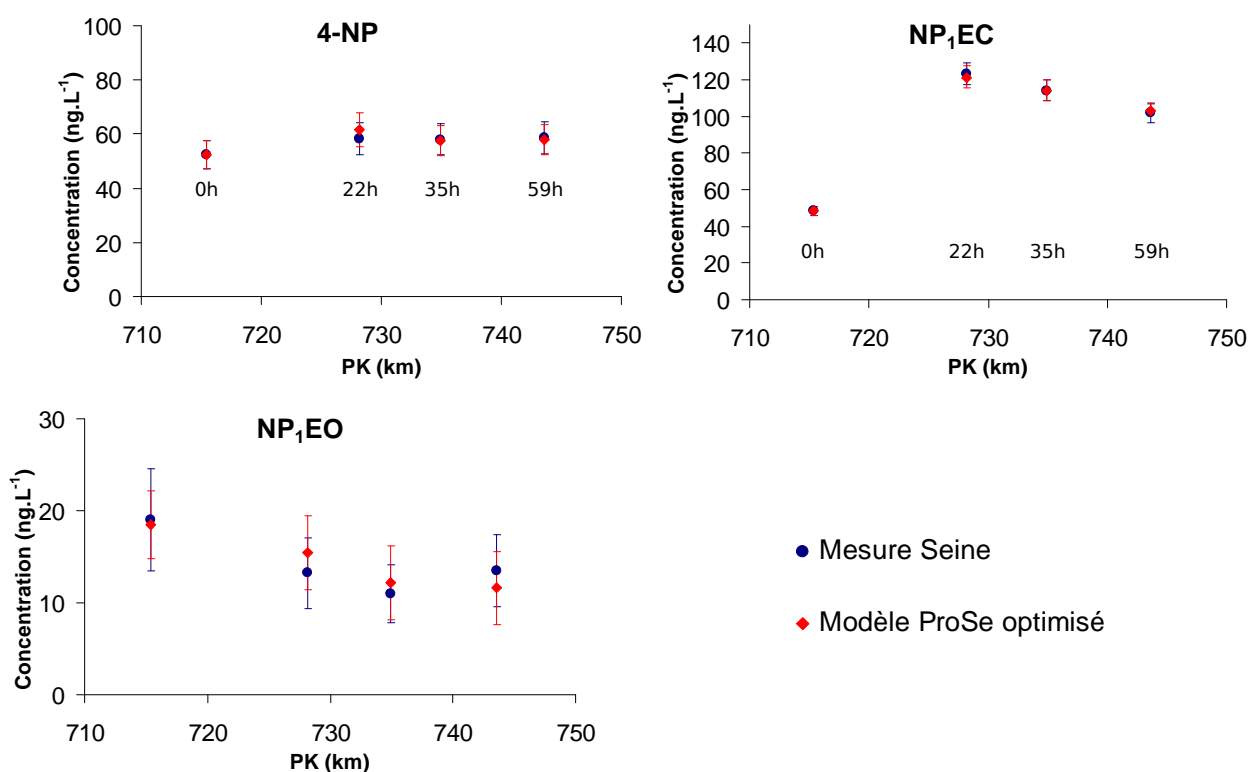 4-NP
Concentration (ng.L⁻¹)
100
80
60
40
20
0
0h
22h
35h
59h
710
720
730
740
750
PK (km)
NP₁EC
Concentration (ng.L⁻¹)
140
120
100
80
60
40
20
0
0h
22h
35h
59h
710
720
730
740
750
PK (km)
NP₁EO
Concentration (ng.L⁻¹)
30
20
10
0
710
720
730
740
750
PK (km)
Mesure Seine
Modèle ProSe optimisé